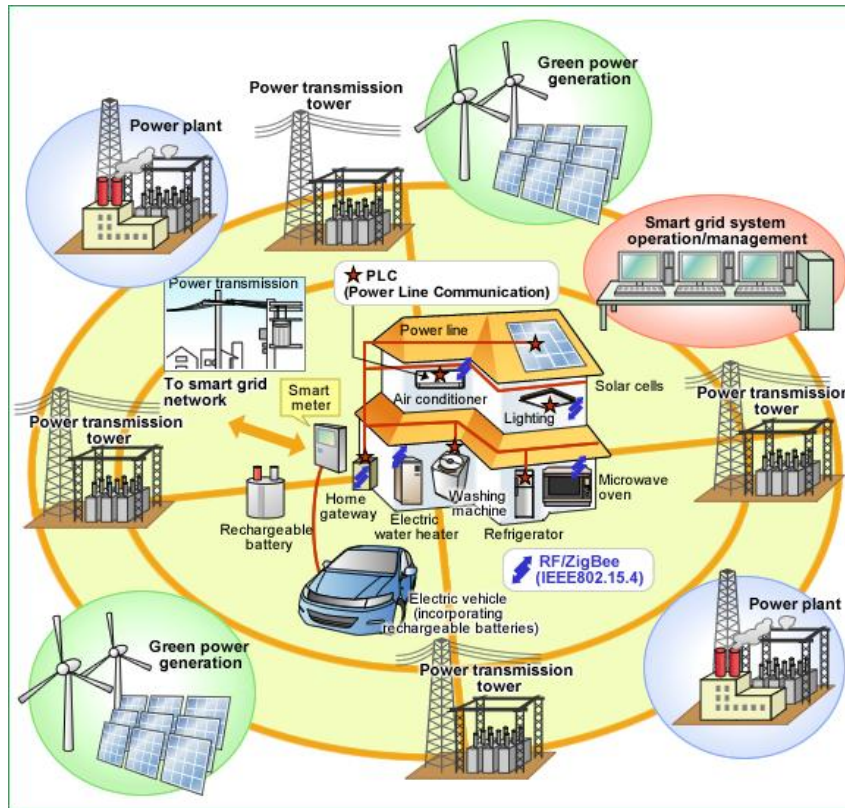 Green power
generation
Power transmission
tower
Power plant
Smart grid system
operation/management
PLC
(Power Line Communication)
Power transmission
Power line
To smart grid
network
Smart
meter
Air conditioner
Solar cells
Lighting
Power transmission
tower
Power transmission
tower
Rechargeable
battery
Home
gateway
Electric
water heater
Washing
machine
Refrigerator
Microwave
oven
RF/ZigBee
(IEEE802.15.4)
Electric vehicle
(incorporating
rechargeable batteries)
Power plant
Green power
generation
Power transmission
tower